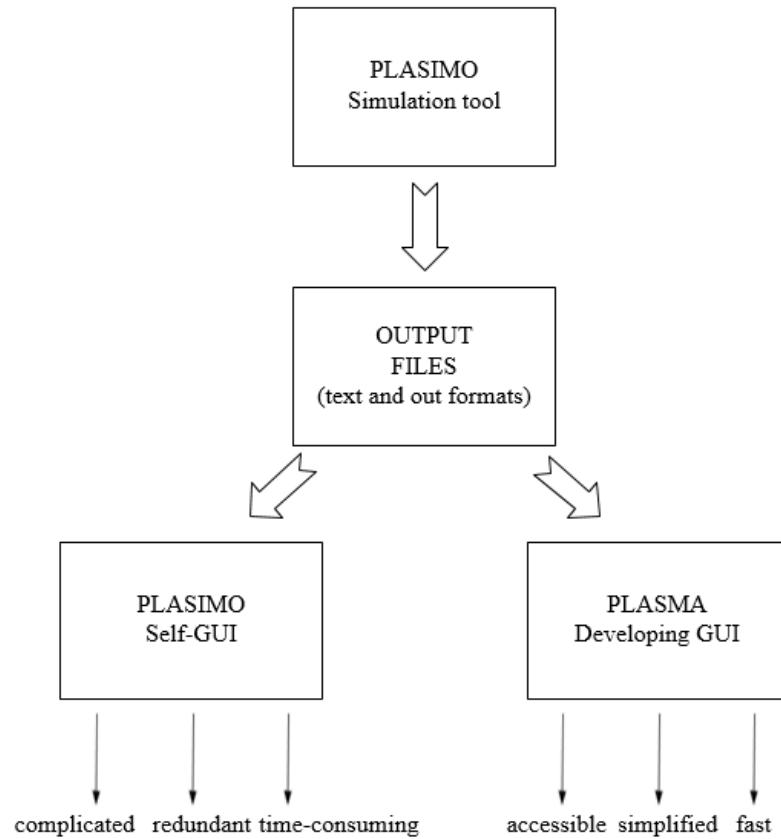 PLASIMO
Simulation tool
OUTPUT
FILES
(text and out formats)
PLASIMO
Self-GUI
PLASMA
Developing GUI
complicated redundant time-consuming
accessible simplified fast